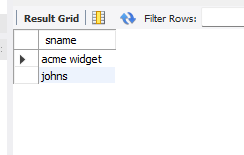 Result Grid Filter Rows:
sname
acme widget
johns